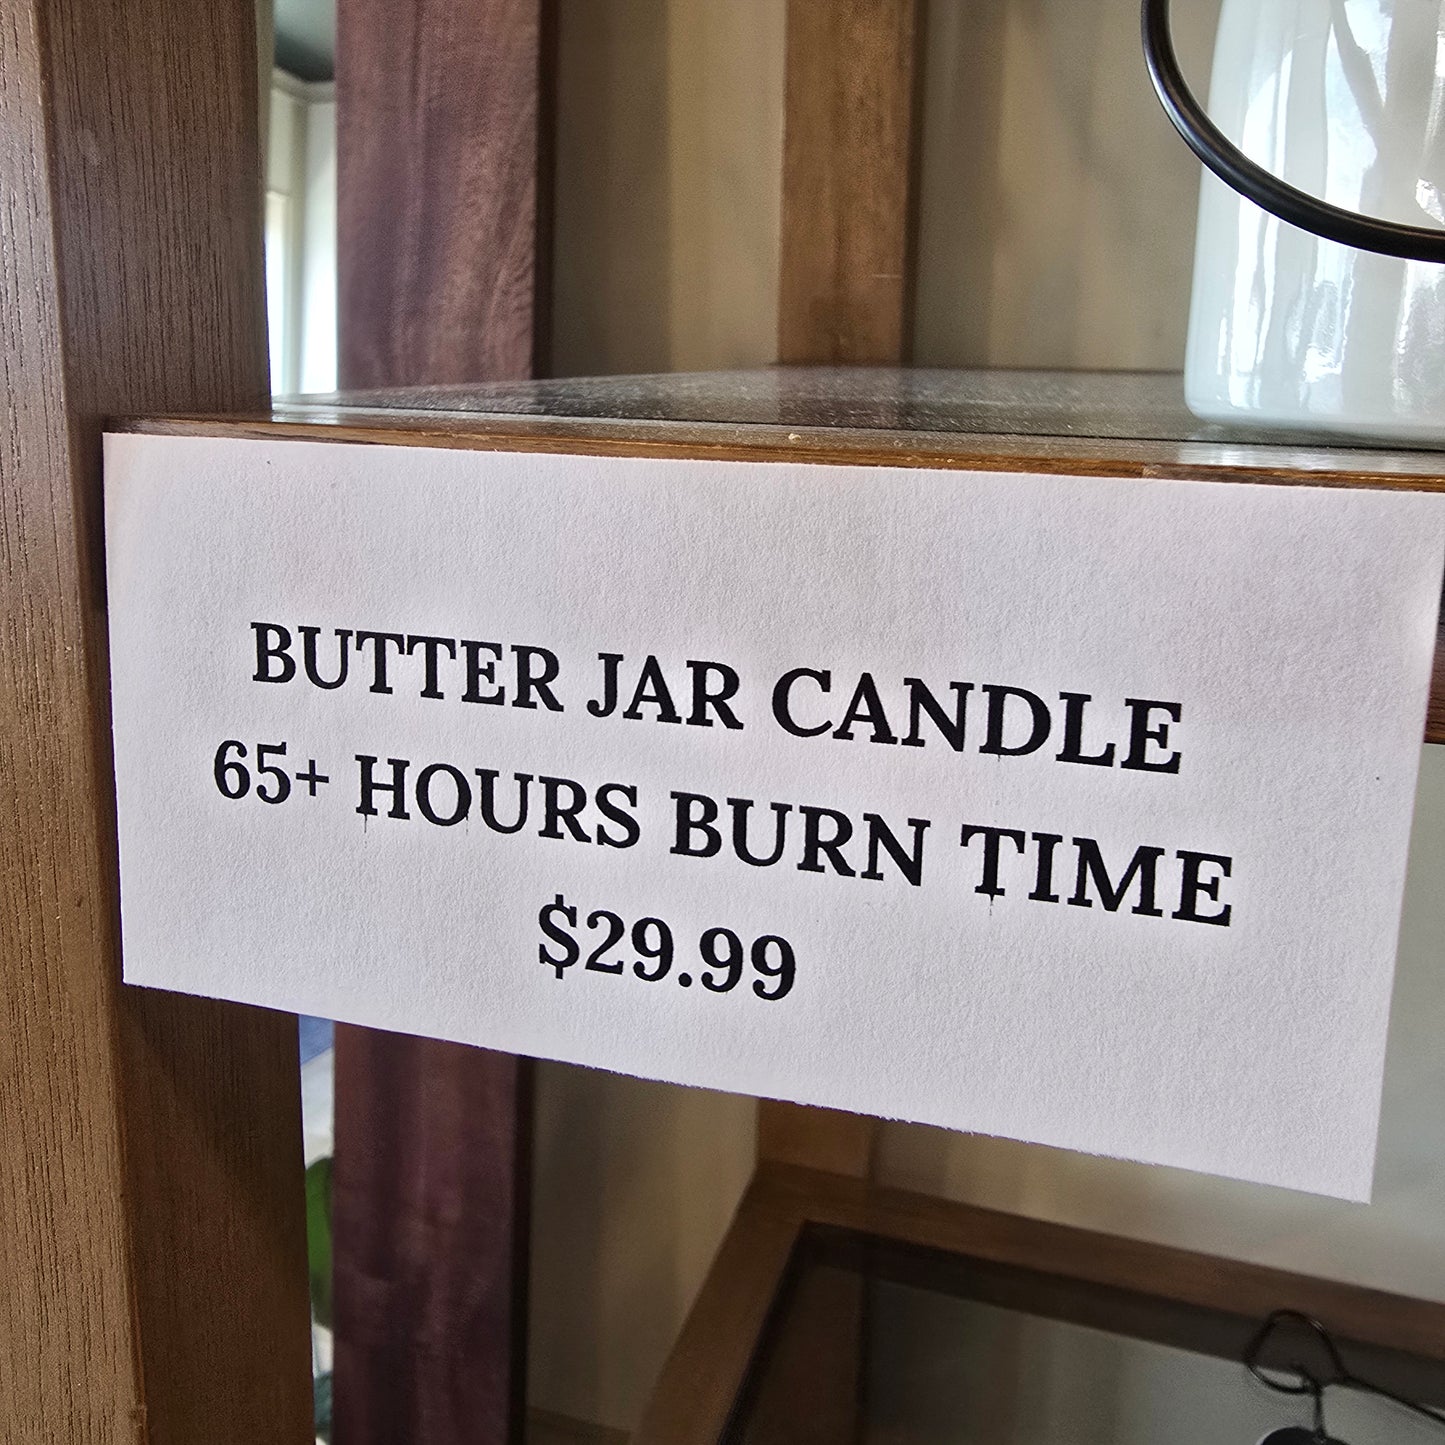 BUTTER JAR CANDLE
65+ HOURS BURN TIME
$29.99